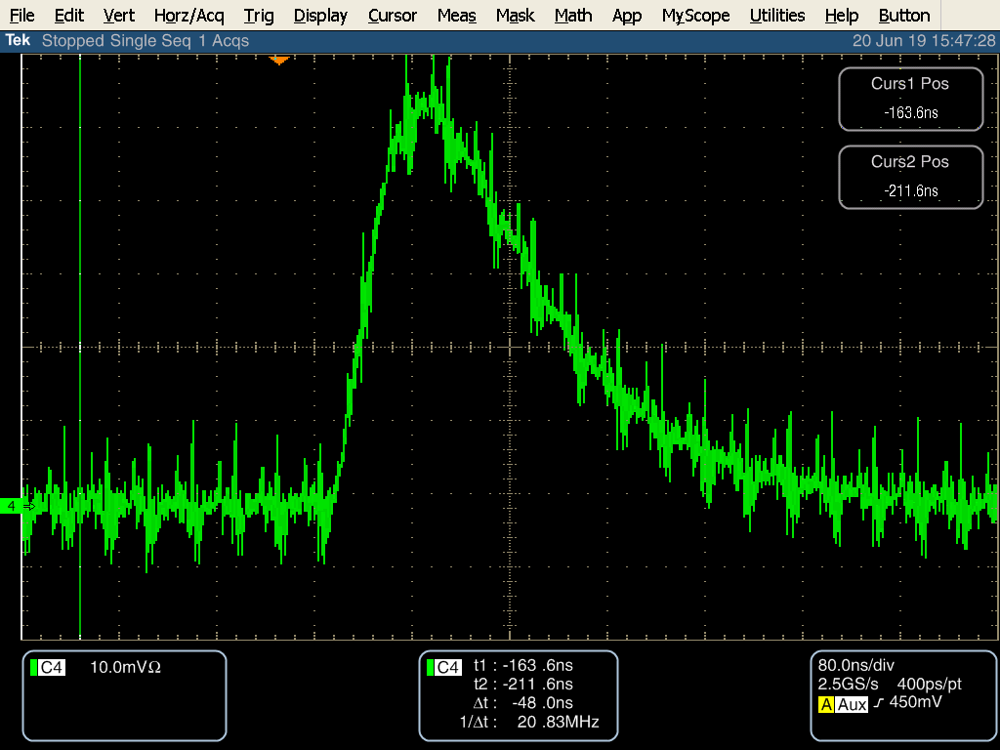 File Edit Vert Horz/Acq Trig Display Cursor Meas Mask Math App MyScope Utilities Help Button
Tek Stopped Single Seq 1 Acqs 20 Jun 19 15:47:28
Curs1 Pos
-163.6ns
Curs2 Pos
-211.6ns
4
C4 10.0mVΩ
C4 t1 : -163 .6ns
t2 : -211 .6ns
Δt : -48 .0ns
1/Δt : 20 .83MHz
80.0ns/div
2.5GS/s 400ps/pt
A Aux 450mV